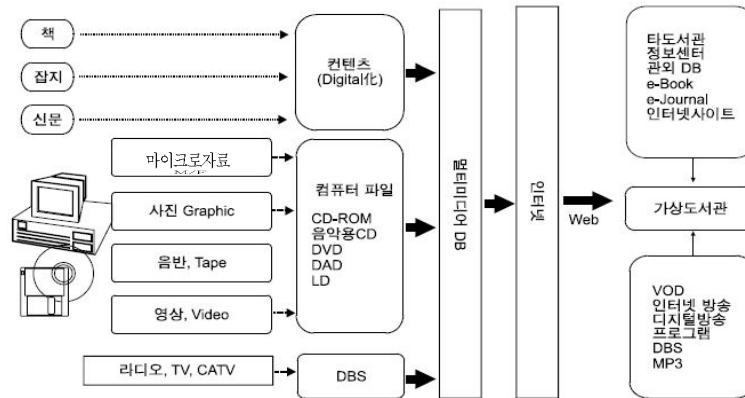 책
잡지
신문
컨텐츠
(Digital化)
마이크로자료
사진 Graphic
음반, Tape
영상, Video
컴퓨터 파일
CD-ROM
음악용CD
DVD
DAD
LD
라디오, TV, CATV
DBS
멀티미디어 DB
인터넷
Web
타도서관
정보센터
관외 DB
e-Book
e-Journal
인터넷사이트
가상도서관
VOD
인터넷 방송
디지털방송
프로그램
DBS
MP3